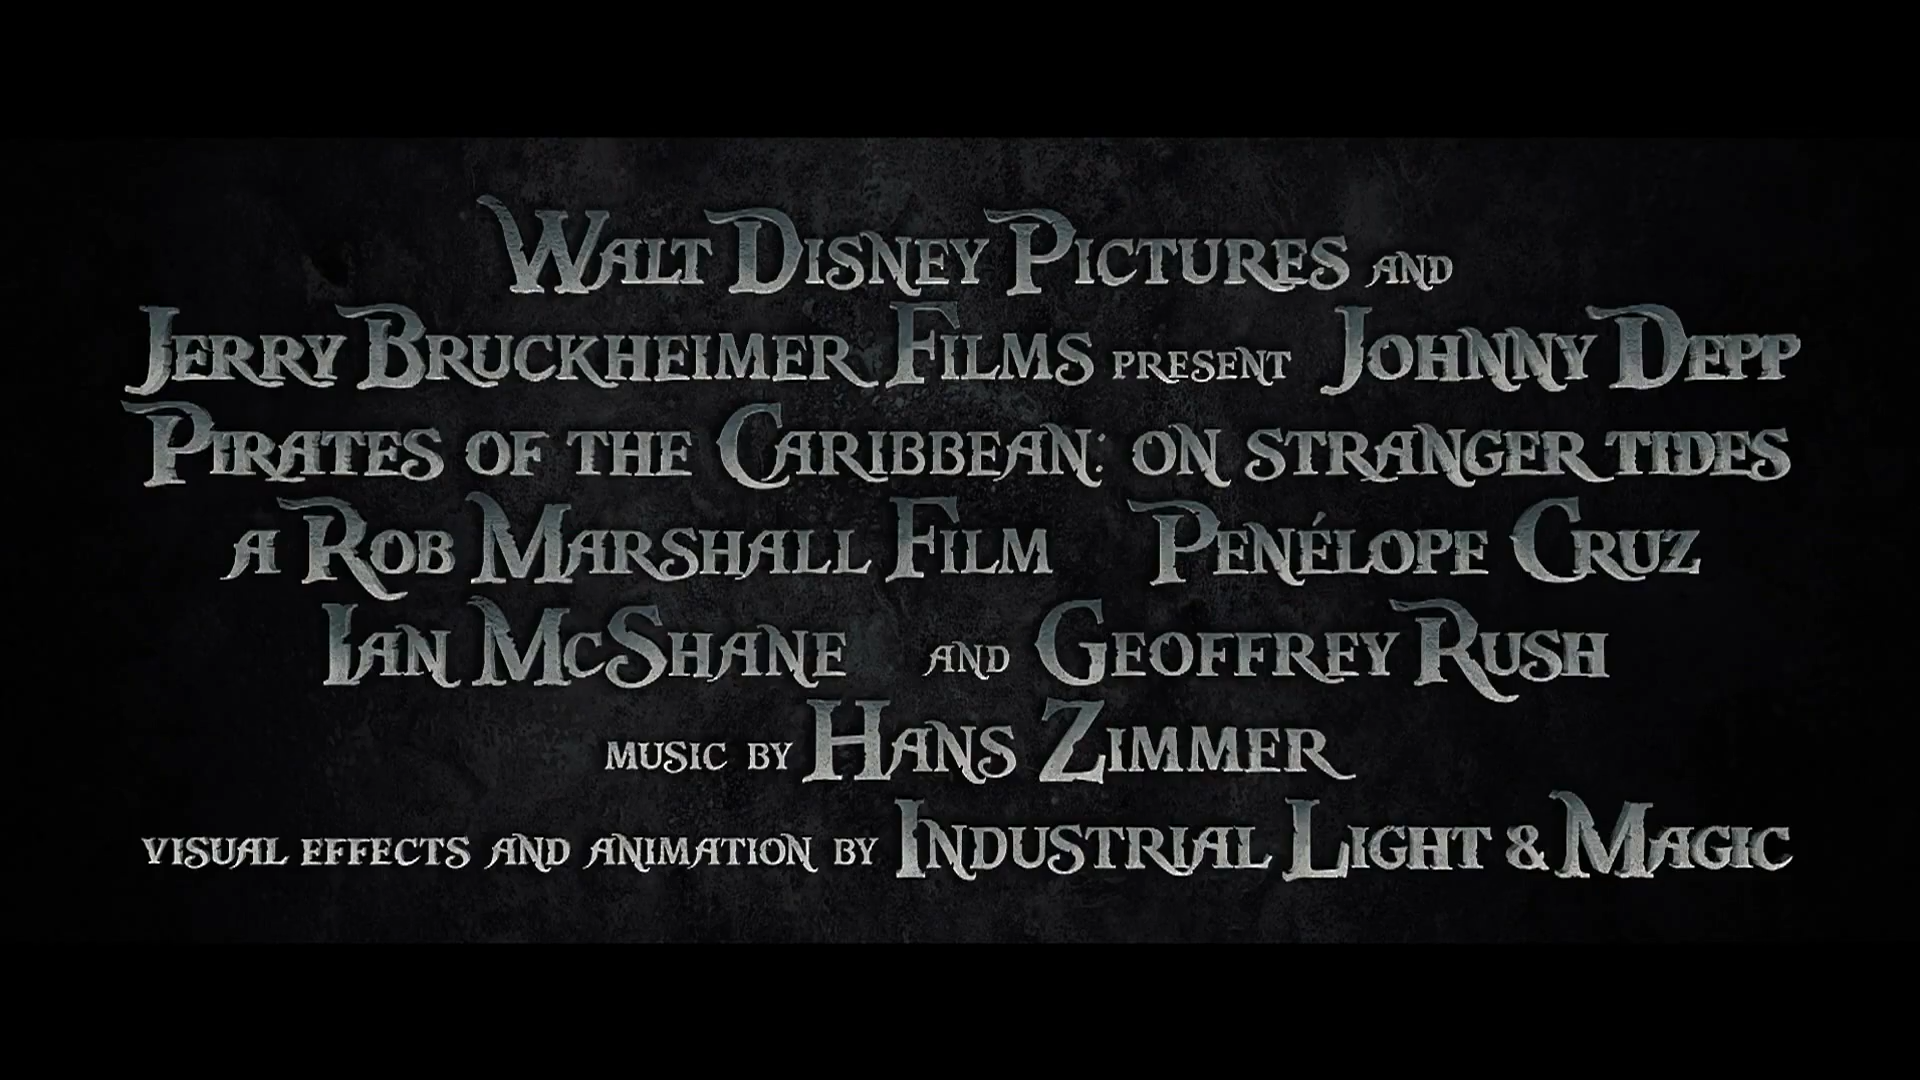 Walt Disney Pictures and
Jerry Bruckheimer Films present Johnny Depp
Pirates of the Caribbean: on stranger tides
a Rob Marshall Film Penélope Cruz
Ian McShane and Geoffrey Rush
music by Hans Zimmer
visual effects and animation by Industrial Light & Magic